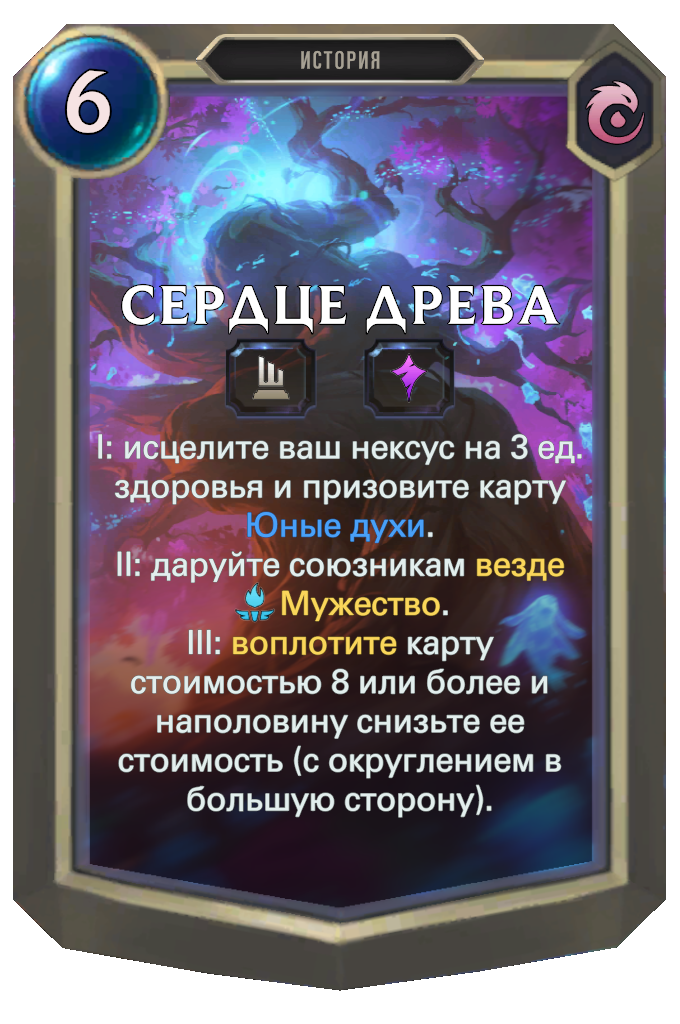 6
ИСТОРИЯ
СЕРДЦЕ ДРЕВА
I: исцелите ваш нексус на 3 ед.
здоровья и призовите карту
Юные духи.
II: даруйте союзникам везде
Мужество.
III: воплотите карту
стоимостью 8 или более и
наполовину снизьте ее
стоимость (с округлением в
большую сторону).